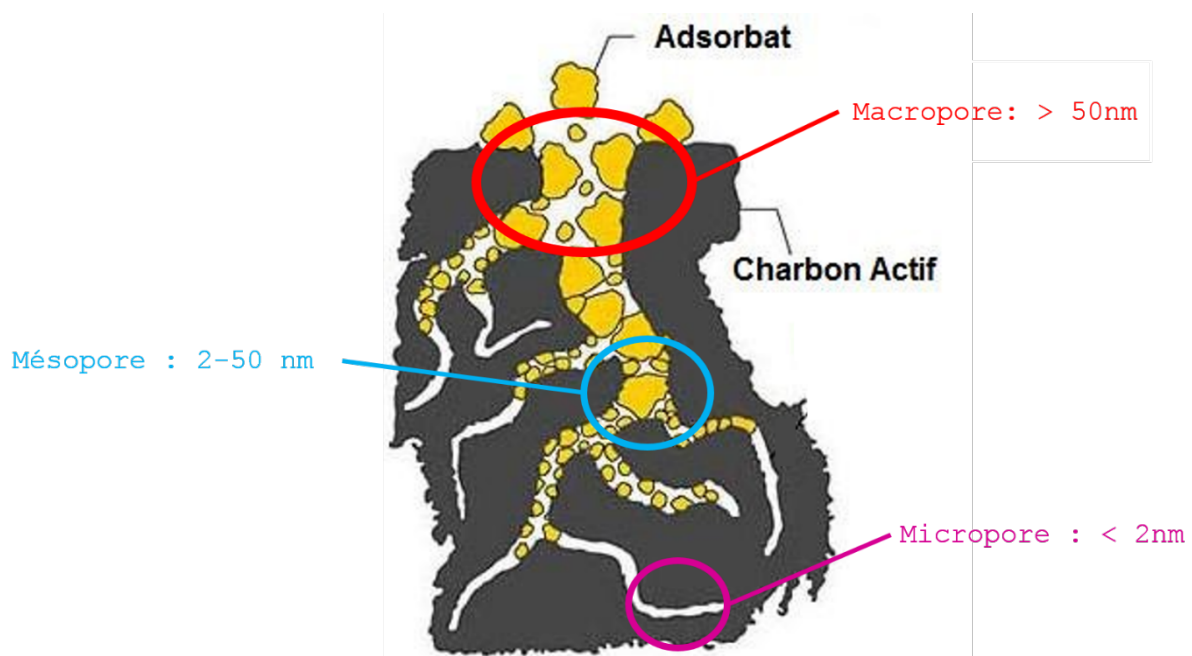 Adsorbat
Macropore: > 50nm
Charbon Actif
Mésopore : 2-50 nm
Micropore : < 2nm